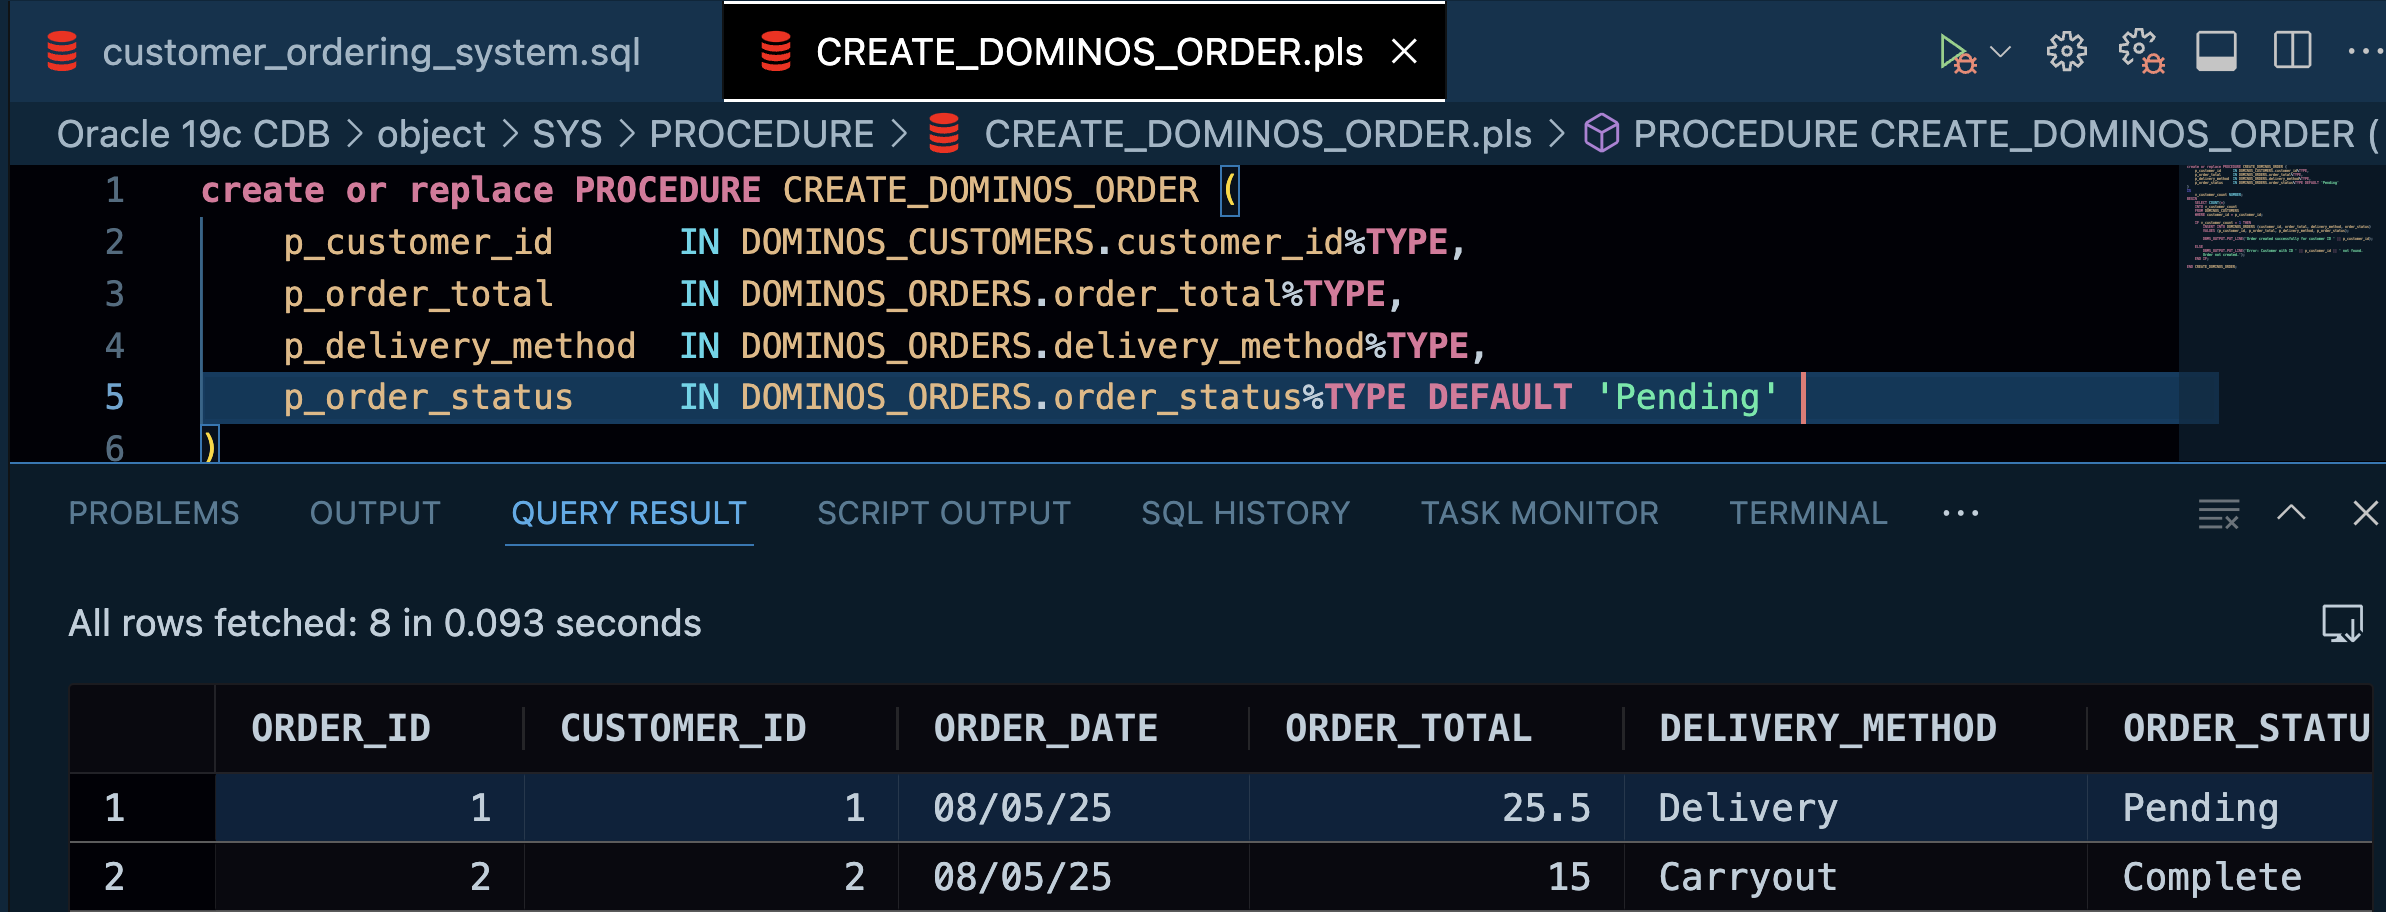 customer_ordering_system.sql CREATE_DOMINOS_ORDER.pls
Oracle 19c CDB > object > SYS > PROCEDURE > CREATE_DOMINOS_ORDER.pls > PROCEDURE CREATE_DOMINOS_ORDER (
1 create or replace PROCEDURE CREATE_DOMINOS_ORDER (
2 p_customer_id IN DOMINOS_CUSTOMERS.customer_id%TYPE,
3 p_order_total IN DOMINOS_ORDERS.order_total%TYPE,
4 p_delivery_method IN DOMINOS_ORDERS.delivery_method%TYPE,
5 p_order_status IN DOMINOS_ORDERS.order_status%TYPE DEFAULT 'Pending'
6 )
PROBLEMS OUTPUT QUERY RESULT SCRIPT OUTPUT SQL HISTORY TASK MONITOR TERMINAL
All rows fetched: 8 in 0.093 seconds
ORDER_ID CUSTOMER_ID ORDER_DATE ORDER_TOTAL DELIVERY_METHOD ORDER_STATU
1 1 1 08/05/25 25.5 Delivery Pending
2 2 2 08/05/25 15 Carryout Complete